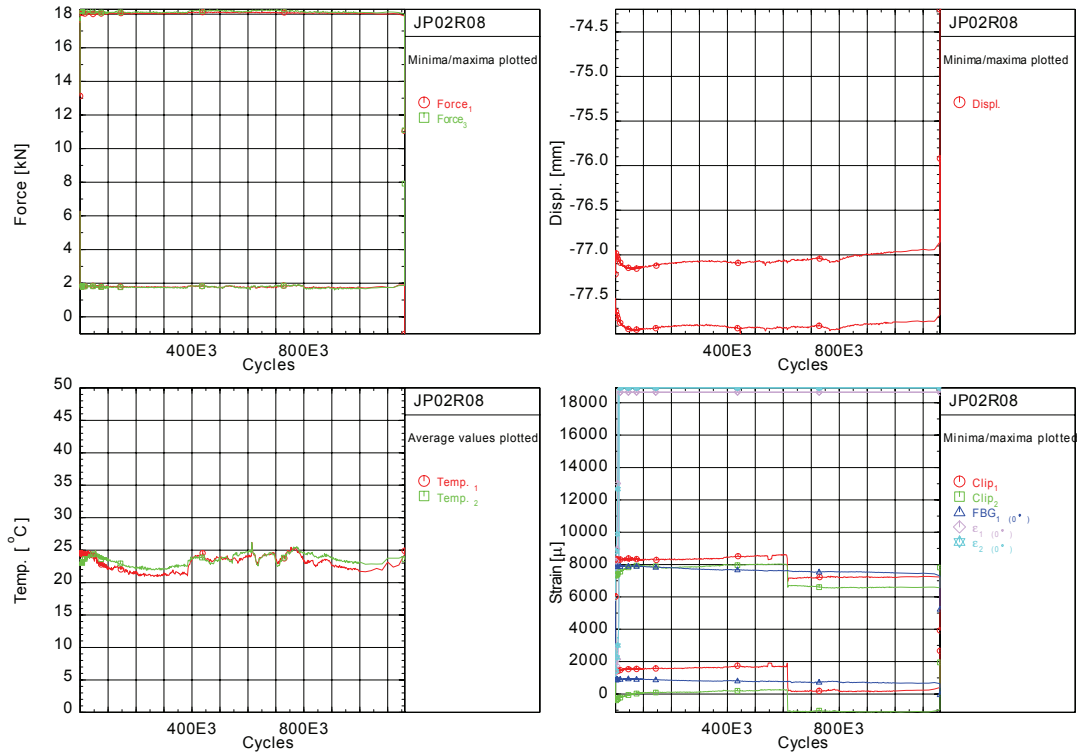 18
16
14
12
10
8
6
4
2
0
Force [kN]
400E3
800E3
Cycles
JP02R08
Minima/maxima plotted
Force1
Force3
-74.5
-75.0
-75.5
-76.0
-76.5
-77.0
-77.5
Displ. [mm]
400E3
800E3
Cycles
JP02R08
Minima/maxima plotted
Displ.
50
45
40
35
30
25
20
15
10
5
0
Temp. [ °C]
400E3
800E3
Cycles
JP02R08
Average values plotted
Temp. 1
Temp. 2
18000
16000
14000
12000
10000
8000
6000
4000
2000
0
Strain [µ]
400E3
800E3
Cycles
JP02R08
Minima/maxima plotted
Clip1
Clip2
FBG1 (0°)
ε1 (0°)
ε2 (0°)